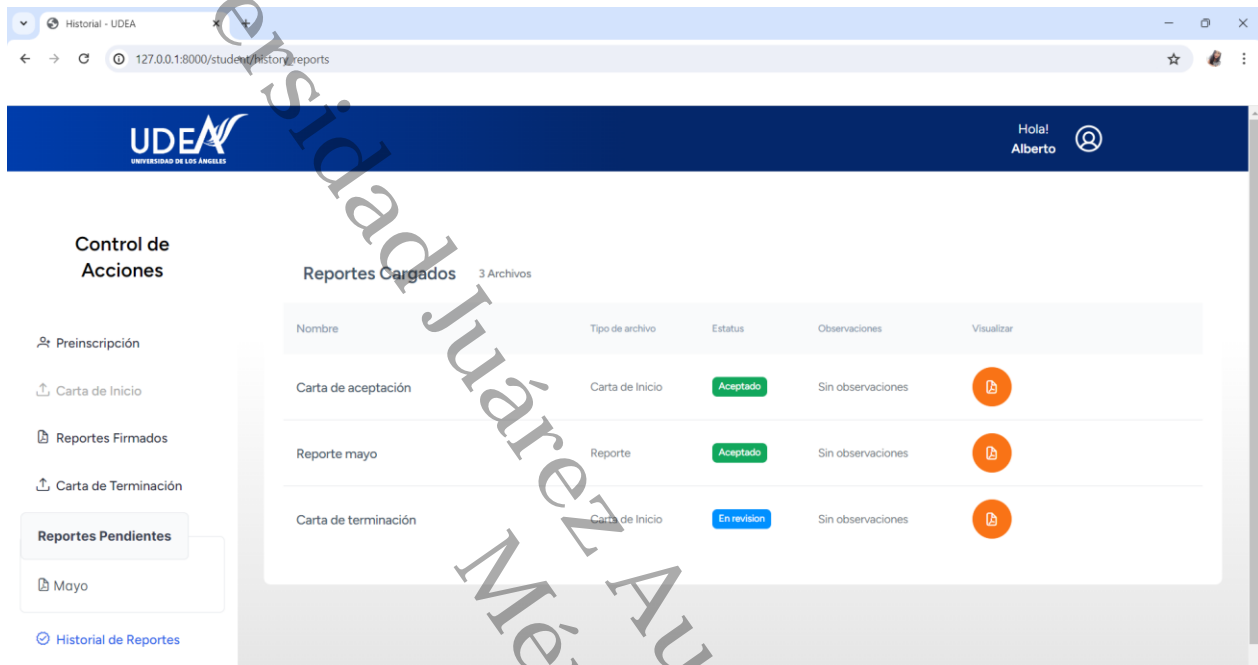 Historial - UDEA
127.0.0.1:8000/student/history_reports
UDEA
UNIVERSIDAD DE LOS ÁNGELES
Hola!
Alberto
Control de
Acciones
Preinscripción
Carta de Inicio
Reportes Firmados
Carta de Terminación
Reportes Pendientes
Mayo
Historial de Reportes
Reportes Cargados 3 Archivos
Nombre Tipo de archivo Estatus Observaciones Visualizar
Carta de aceptación Carta de Inicio Aceptado Sin observaciones
Reporte mayo Reporte Aceptado Sin observaciones
Carta de terminación Carta de Inicio En revision Sin observaciones
ersidad Juárez Au
Mé